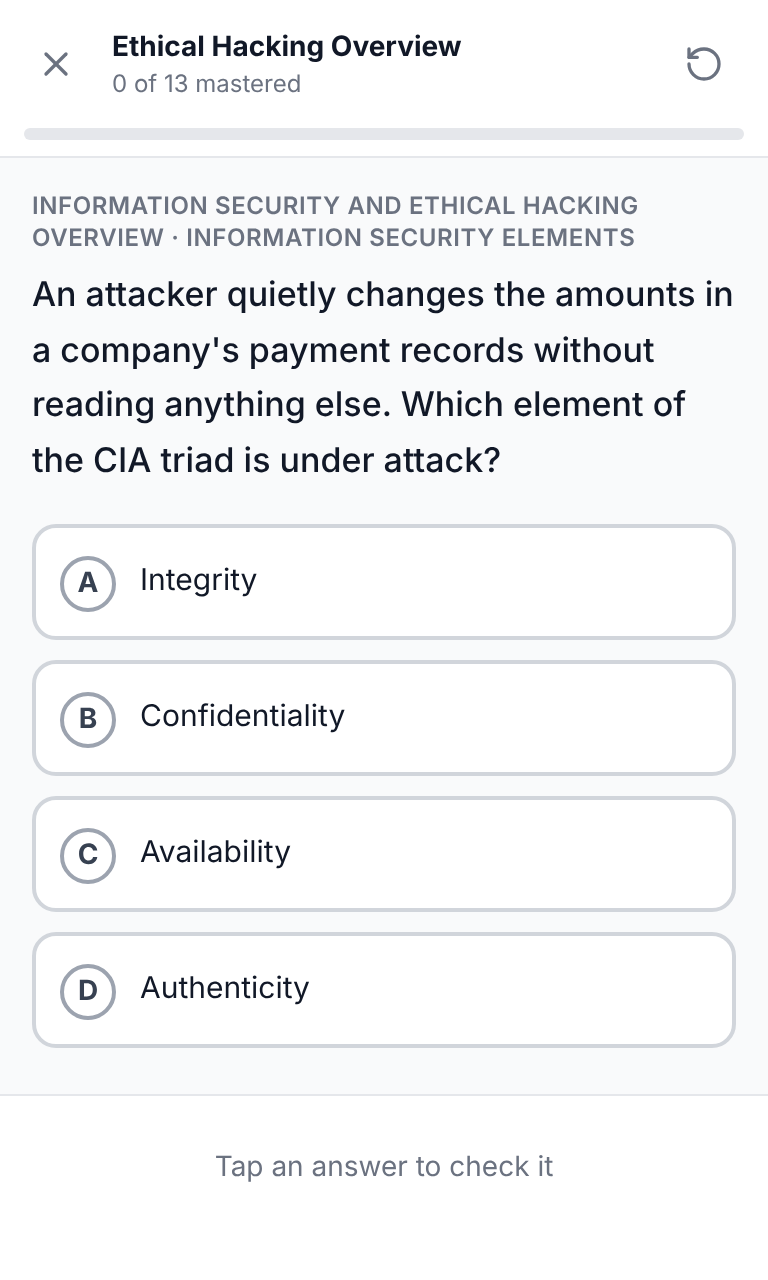 Ethical Hacking Overview
0 of 13 mastered
INFORMATION SECURITY AND ETHICAL HACKING
OVERVIEW · INFORMATION SECURITY ELEMENTS
An attacker quietly changes the amounts in
a company's payment records without
reading anything else. Which element of
the CIA triad is under attack?
A Integrity
B Confidentiality
C Availability
D Authenticity
Tap an answer to check it